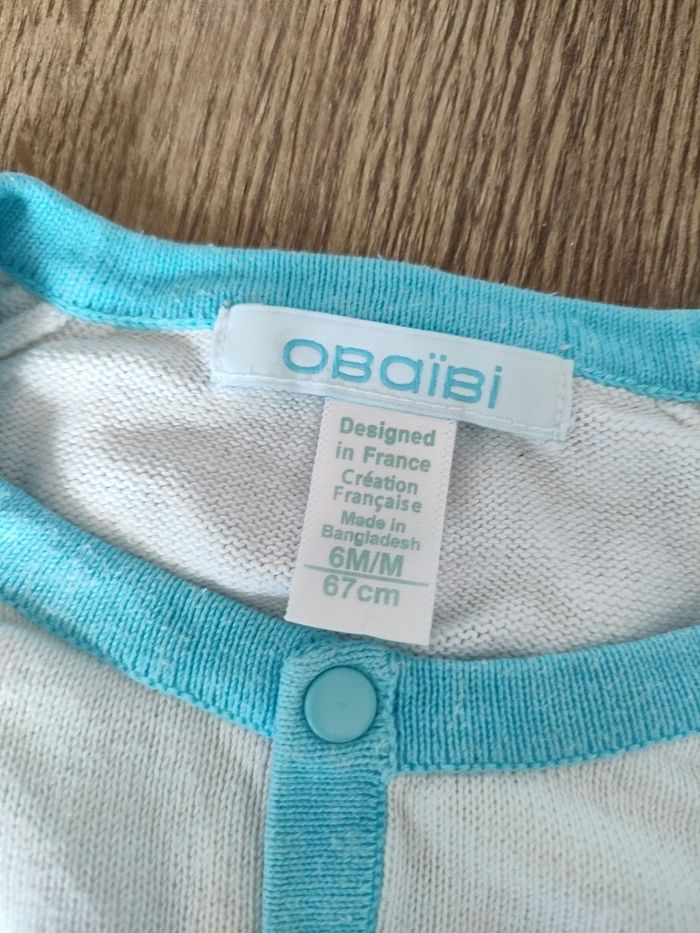 OBaïBi
Designed
in France
Création
Française
Made in
Bangladesh
6M/M
67cm